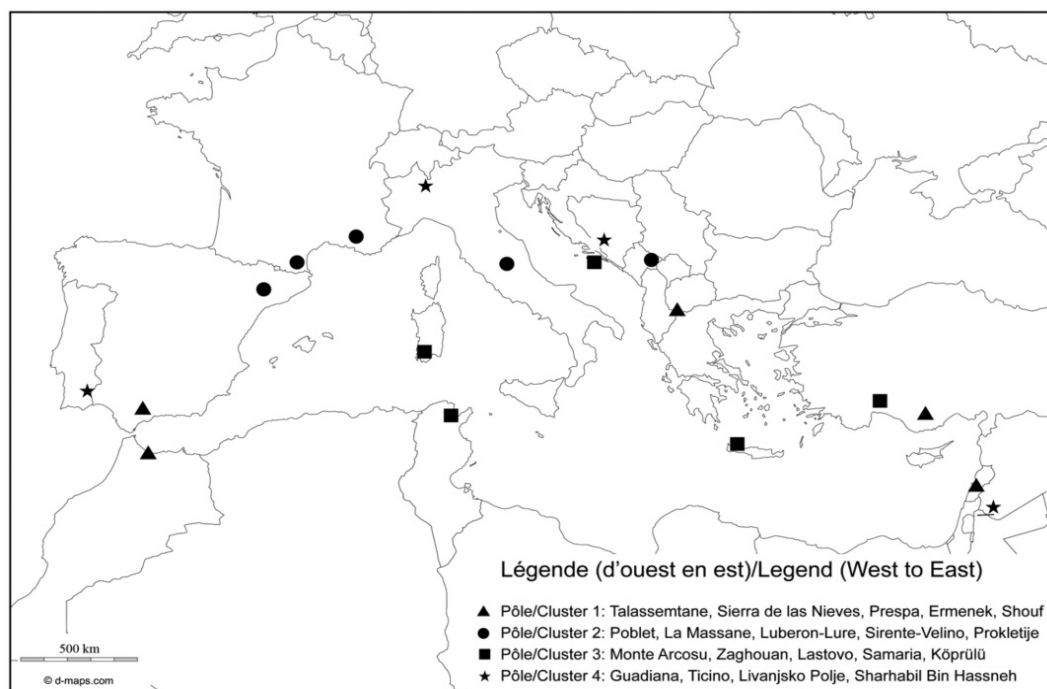 Légende (d’ouest en est)/Legend (West to East)
Pôle/Cluster 1: Talassemtane, Sierra de las Nieves, Prespa, Ermenek, Shouf
Pôle/Cluster 2: Poblet, La Massane, Luberon-Lure, Sirente-Velino, Prokletije
Pôle/Cluster 3: Monte Arcosu, Zaghouan, Lastovo, Samaria, Köprülü
Pôle/Cluster 4: Guadiana, Ticino, Livanjsko Polje, Sharhabil Bin Hassneh
500 km
© d-maps.com